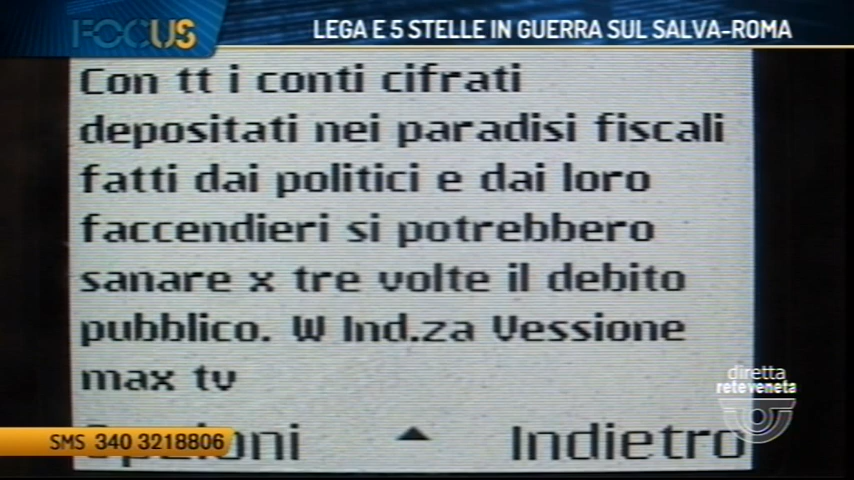 FOCUS
LEGA E 5 STELLE IN GUERRA SUL SALVA-ROMA
Con tt i conti cifrati
depositati nei paradisi fiscali
fatti dai politici e dai loro
faccendieri si potrebbero
sanare x tre volte il debito
pubblico. W Ind.za Vessione
max tv
diretta
reteveneta
SMS 340 3218806
Indietro